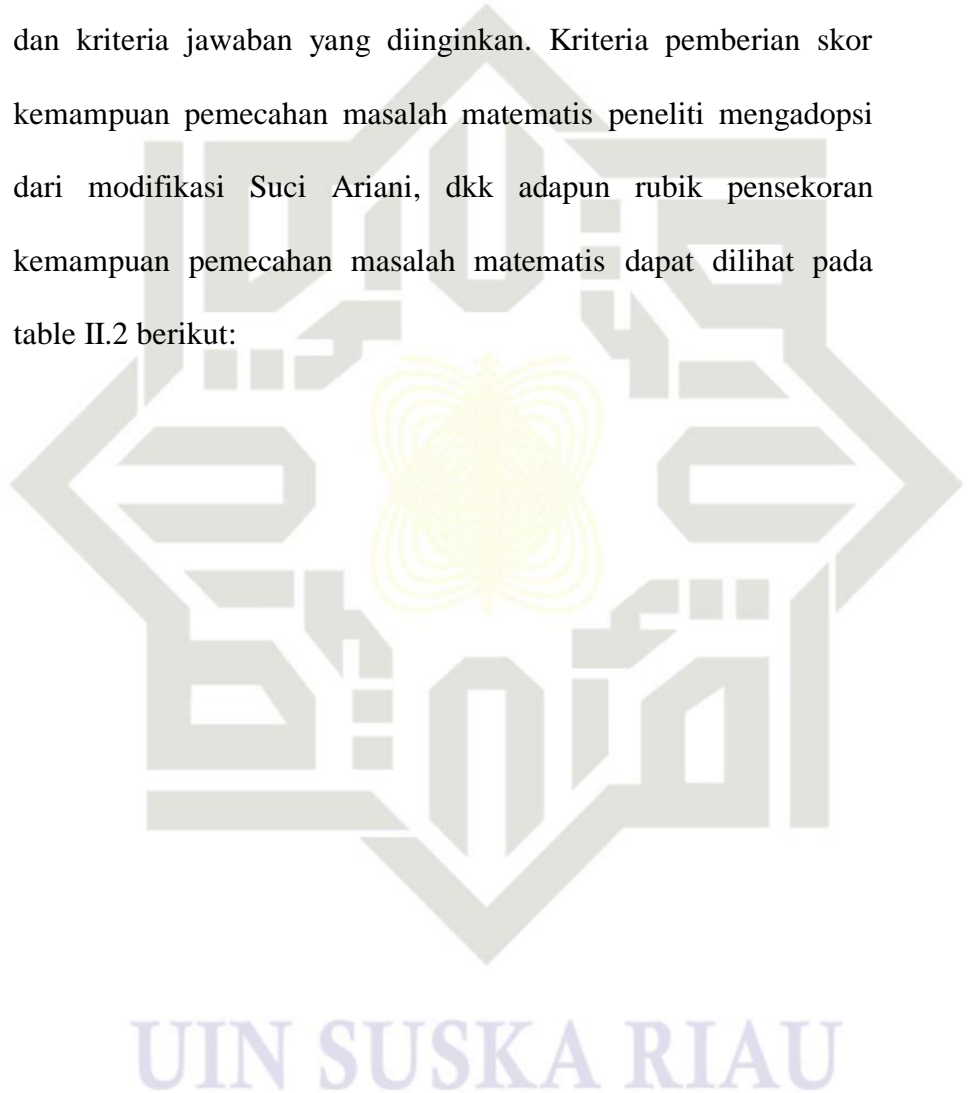 dan kriteria jawaban yang diinginkan. Kriteria pemberian skor
kemampuan pemecahan masalah matematis peneliti mengadopsi
dari modifikasi Suci Ariani, dkk adapun rubik pensekoran
kemampuan pemecahan masalah matematis dapat dilihat pada
table II.2 berikut:
UIN SUSKA RIAU